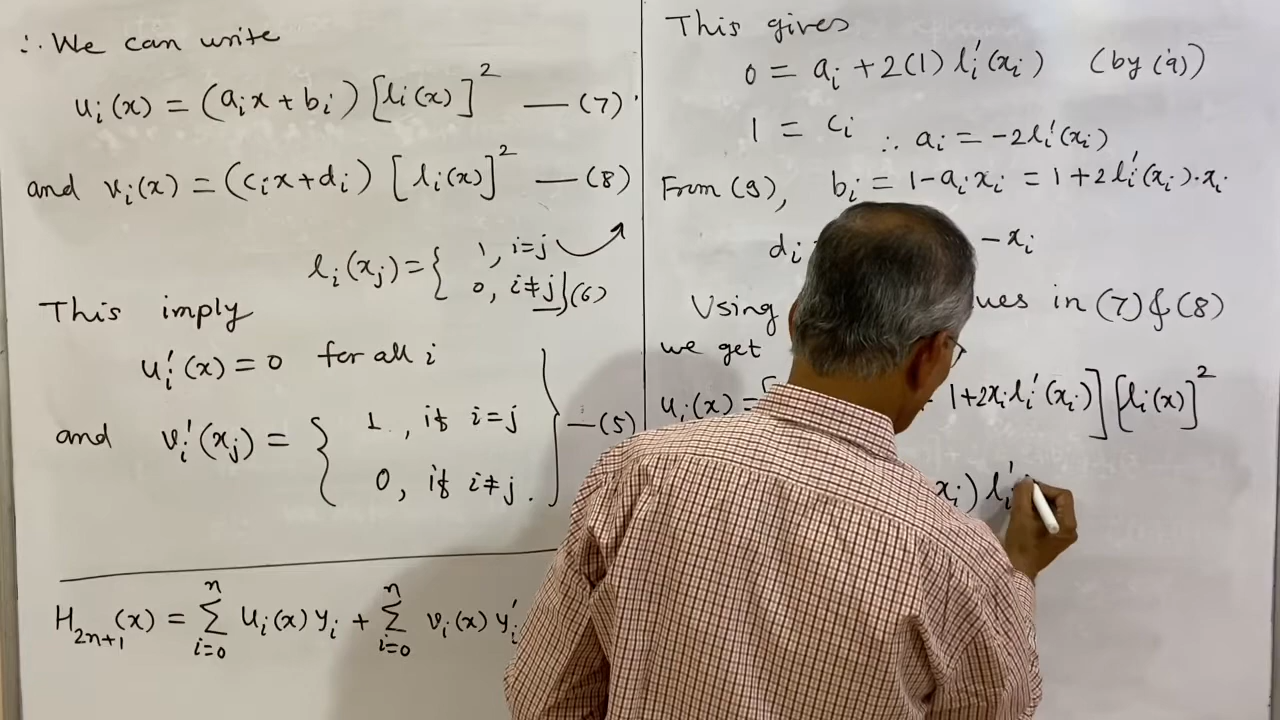 ∴ We can write
uᵢ(x) = (aᵢx + bᵢ) [lᵢ(x)]² — (7)
and vᵢ(x) = (cᵢx + dᵢ) [lᵢ(x)]² — (8)
lᵢ(xⱼ) = { 1, i=j
0, i≠j } (6)
This imply
uᵢ′(x) = 0 for all i
and vᵢ′(xⱼ) = { 1, if i=j
0, if i≠j. } — (5)
H₂ₙ₊₁(x) = ∑ⁿᵢ₌₀ uᵢ(x) yᵢ + ∑ⁿᵢ₌₀ vᵢ(x) yᵢ′
This gives
0 = aᵢ + 2(1) lᵢ′(xᵢ) (by (9))
1 = cᵢ ∴ aᵢ = -2lᵢ′(xᵢ)
From (9), bᵢ = 1 - aᵢxᵢ = 1 + 2lᵢ′(xᵢ).xᵢ
dᵢ - xᵢ
Using in (7) & (8)
we get
uᵢ(x) = 1 + 2xᵢlᵢ′(xᵢ)] [lᵢ(x)]²
xᵢ) lᵢ′